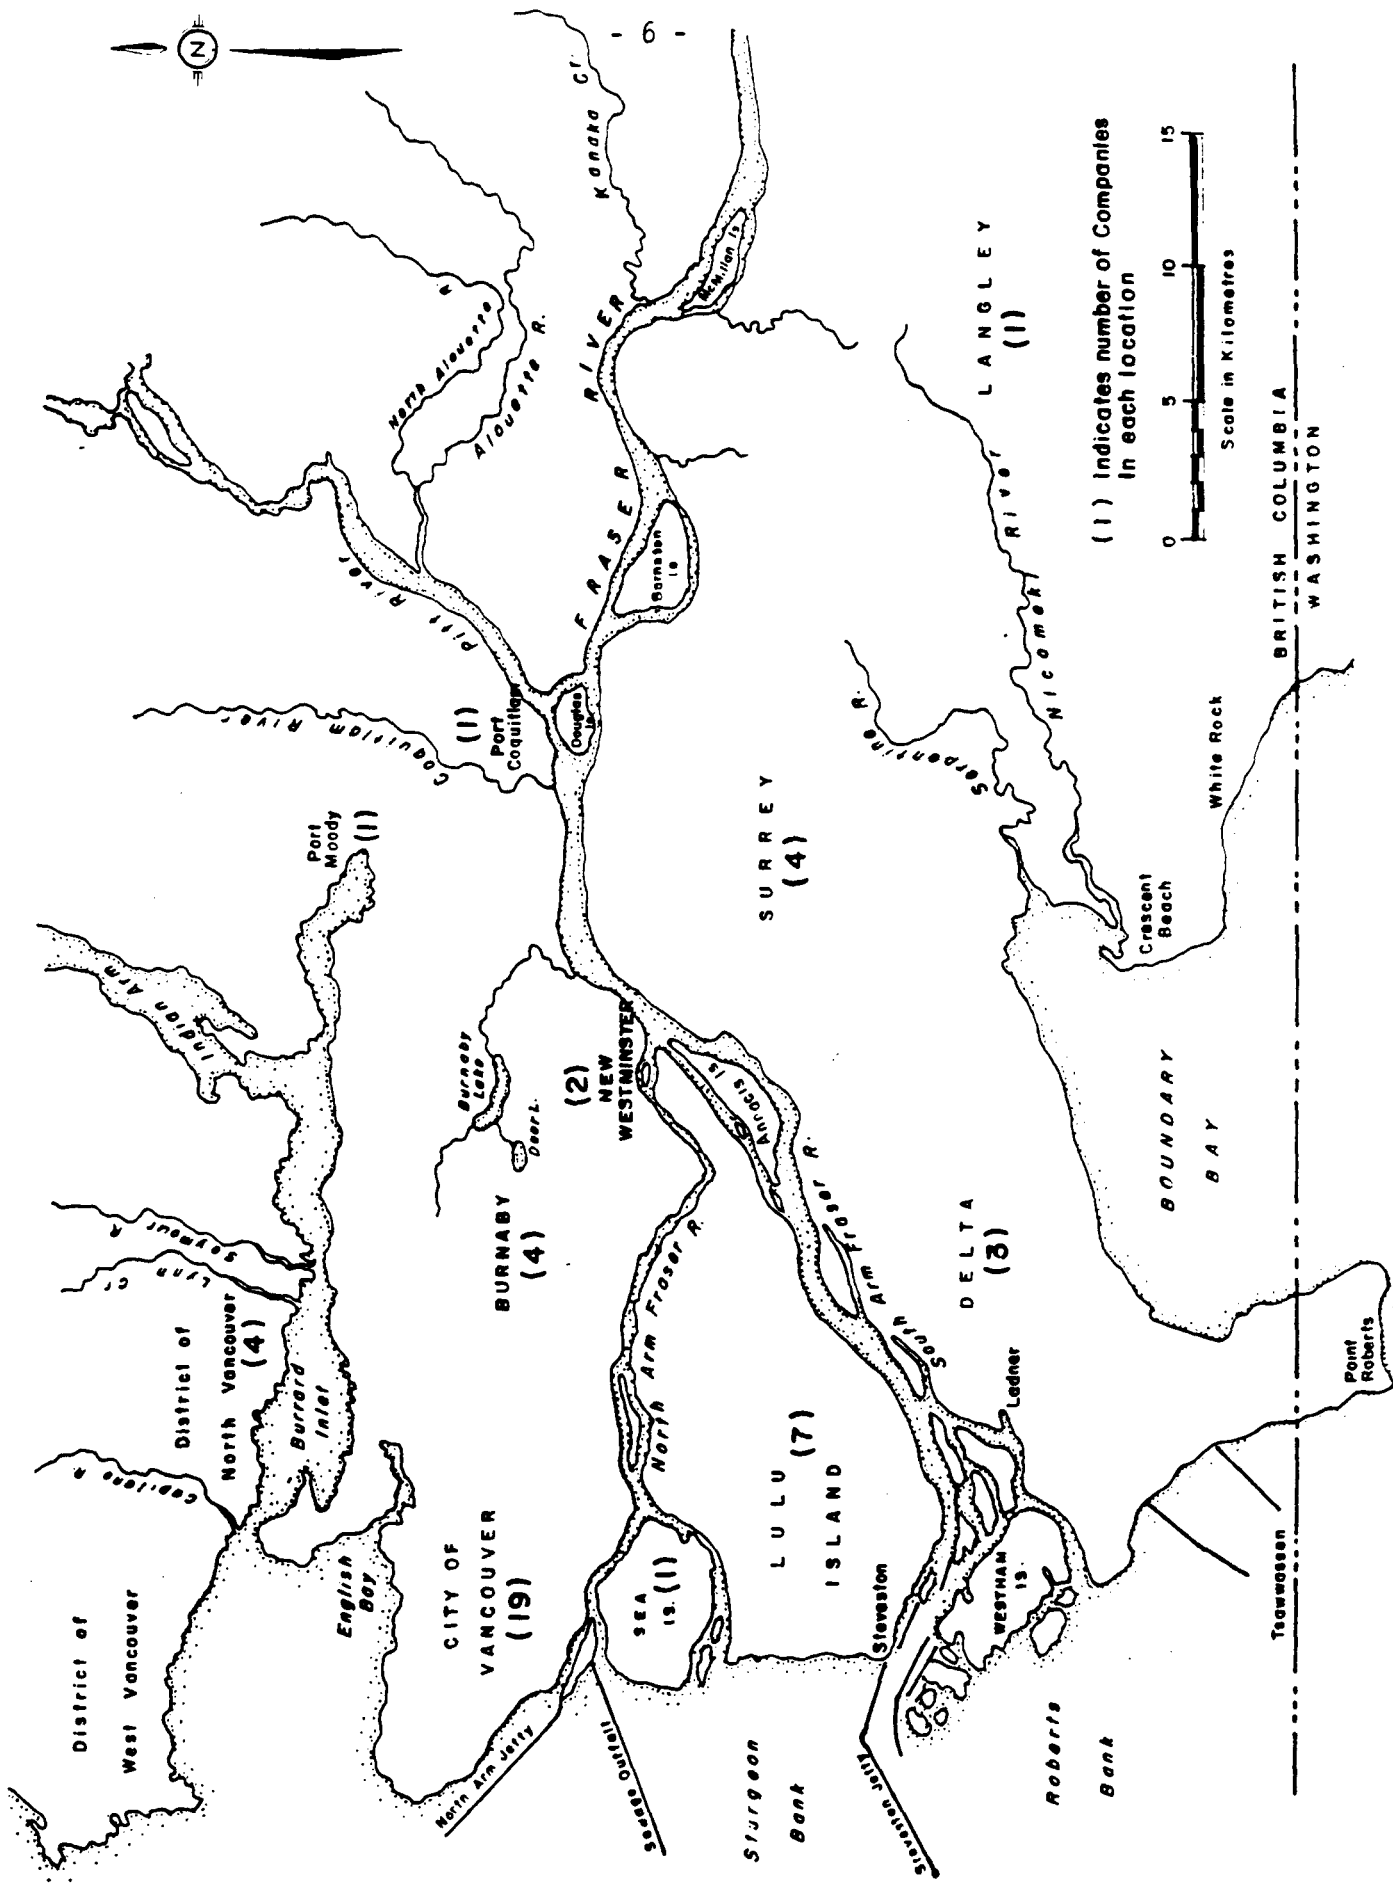 - 6 -
N
District of
West Vancouver
Capilano R
District of
North Vancouver
(4)
Lynn Cr
Seymour R
Burrard
Inlet
Indian Arm
Port
Moody
(1)
English
Bay
Coquitlam River
(1)
Port
Coquitlam
Pitt River
North Alouette R
Alouette R.
Kanaka Cr.
CITY OF
VANCOUVER
(19)
BURNABY
(4)
Burnaby
Lake
Deer L.
(2)
NEW
WESTMINSTER
Douglas
Is
FRASER RIVER
Barnston
Is
McMillan Is
North Arm Jetty
Sewage Outfall
SEA
IS. (1)
North Arm Fraser R.
Annacis Is
LULU
ISLAND
(7)
South Arm Fraser R.
SURREY
(4)
Sturgeon
Bank
Steveston
Steveston Jetty
WESTHAM
IS.
Ladner
DELTA
(3)
Serpentine R.
Nicomekl River
LANGLEY
(1)
Roberts
Bank
BOUNDARY
BAY
Crescent
Beach
White Rock
Tsawwassen
Point
Roberts
(1) Indicates number of Companies
In each location
0 5 10 15
Scale in Kilometres
BRITISH COLUMBIA
WASHINGTON